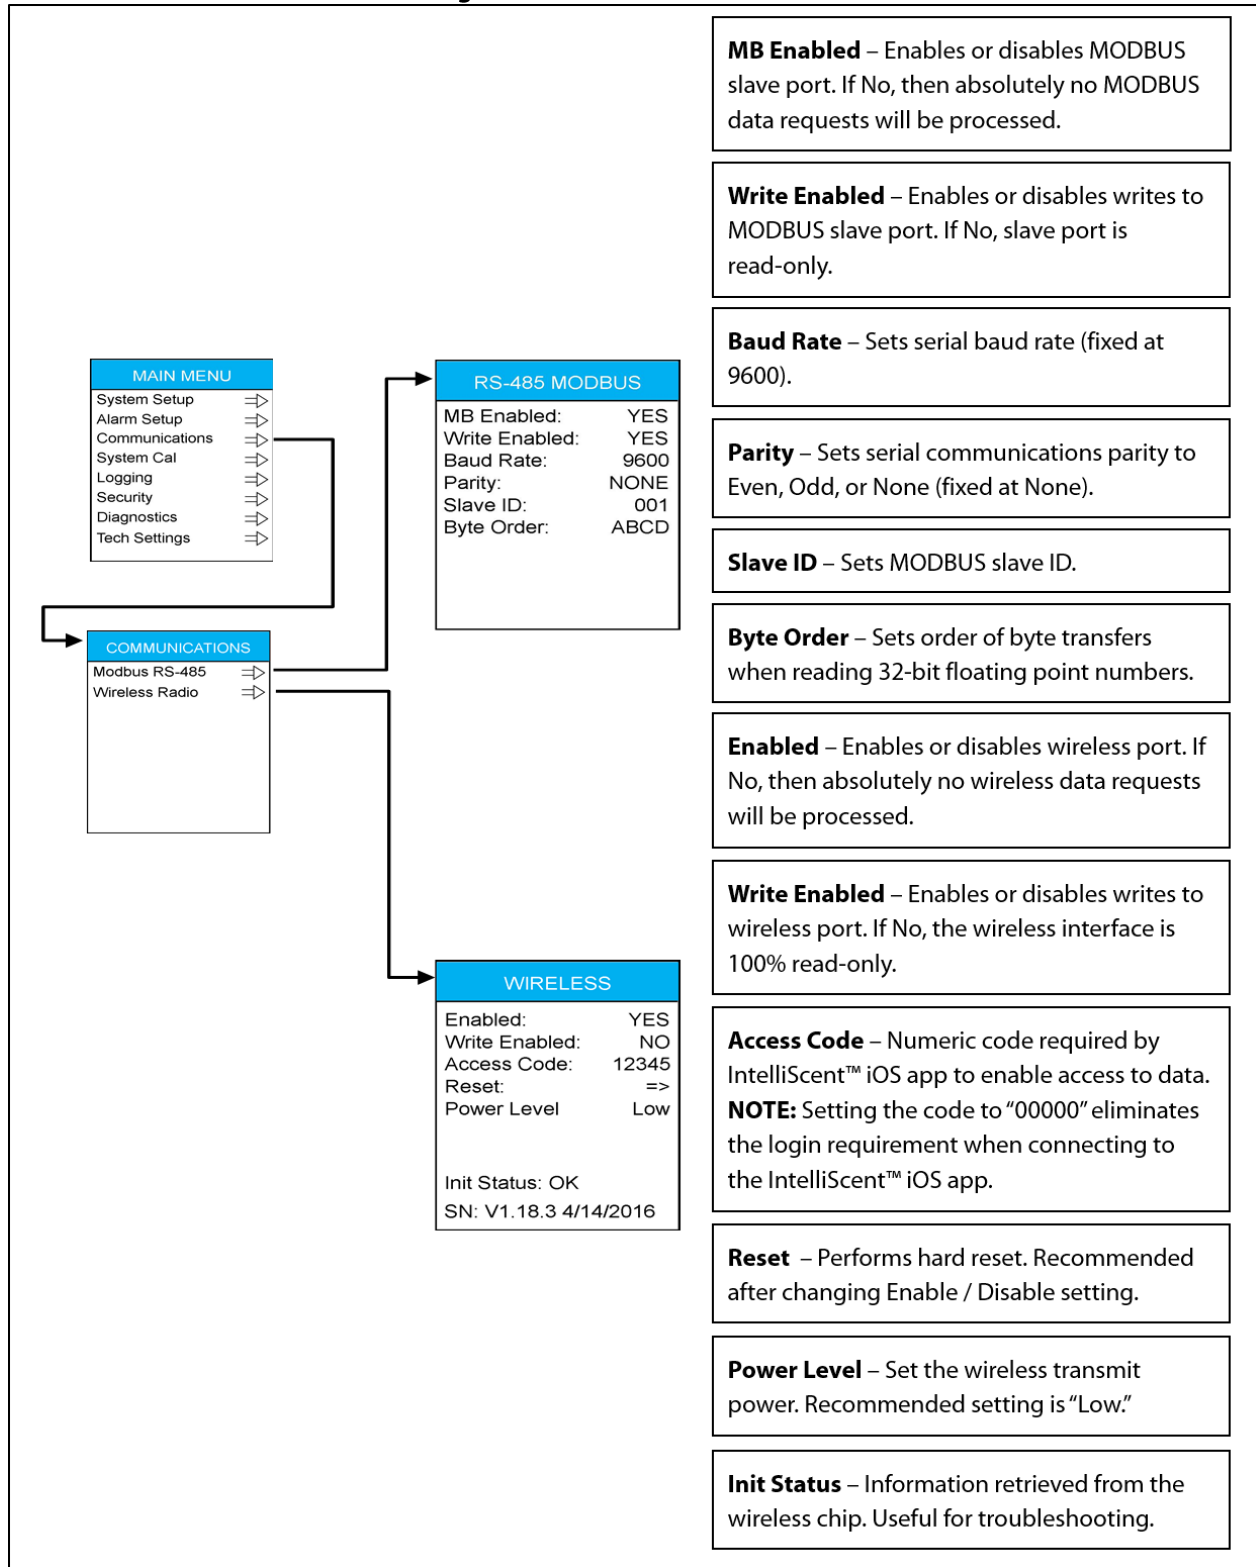 MAIN MENU
System Setup
Alarm Setup
Communications
System Cal
Logging
Security
Diagnostics
Tech Settings
COMMUNICATIONS
Modbus RS-485
Wireless Radio
RS-485 MODBUS
MB Enabled: YES
Write Enabled: YES
Baud Rate: 9600
Parity: NONE
Slave ID: 001
Byte Order: ABCD
WIRELESS
Enabled: YES
Write Enabled: NO
Access Code: 12345
Reset: =>
Power Level Low
Init Status: OK
SN: V1.18.3 4/14/2016
MB Enabled – Enables or disables MODBUS
slave port. If No, then absolutely no MODBUS
data requests will be processed.
Write Enabled – Enables or disables writes to
MODBUS slave port. If No, slave port is
read-only.
Baud Rate – Sets serial baud rate (fixed at
9600).
Parity – Sets serial communications parity to
Even, Odd, or None (fixed at None).
Slave ID – Sets MODBUS slave ID.
Byte Order – Sets order of byte transfers
when reading 32-bit floating point numbers.
Enabled – Enables or disables wireless port. If
No, then absolutely no wireless data requests
will be processed.
Write Enabled – Enables or disables writes to
wireless port. If No, the wireless interface is
100% read-only.
Access Code – Numeric code required by
IntelliScent™ iOS app to enable access to data.
NOTE: Setting the code to “00000” eliminates
the login requirement when connecting to
the IntelliScent™ iOS app.
Reset – Performs hard reset. Recommended
after changing Enable / Disable setting.
Power Level – Set the wireless transmit
power. Recommended setting is “Low.”
Init Status – Information retrieved from the
wireless chip. Useful for troubleshooting.